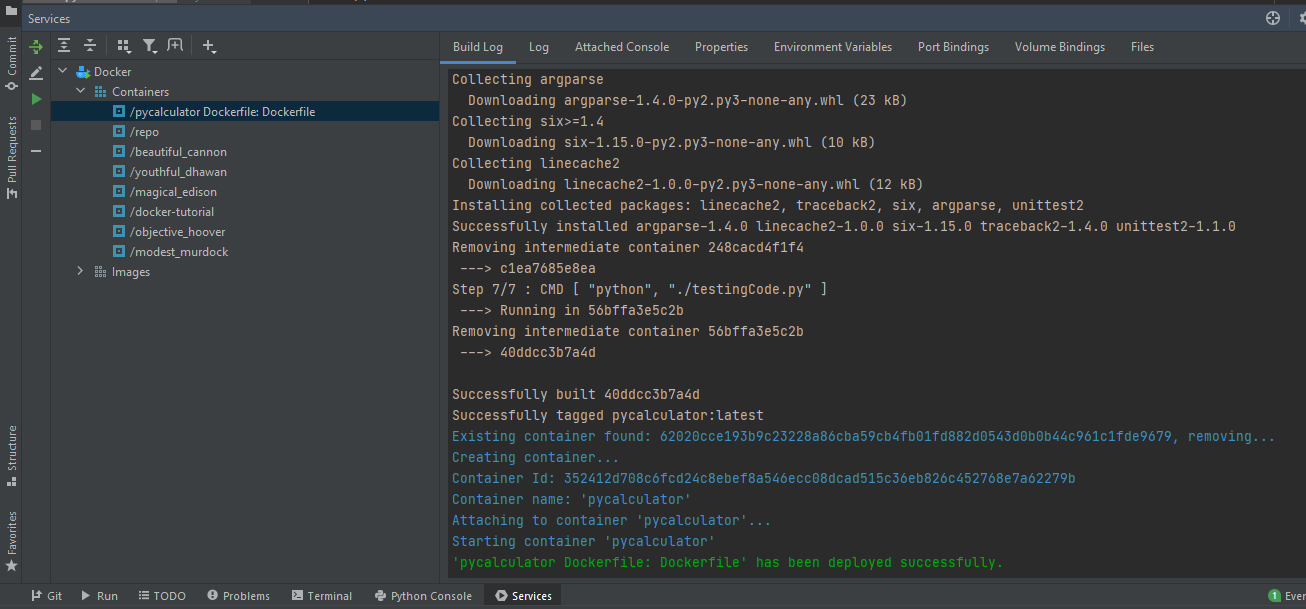 Services
Commit
Pull Requests
Structure
Favorites
Docker
Containers
/pycalculator Dockerfile: Dockerfile
/repo
/beautiful_cannon
/youthful_dhawan
/magical_edison
/docker-tutorial
/objective_hoover
/modest_murdock
Images
Build Log Log Attached Console Properties Environment Variables Port Bindings Volume Bindings Files
Collecting argparse
  Downloading argparse-1.4.0-py2.py3-none-any.whl (23 kB)
Collecting six>=1.4
  Downloading six-1.15.0-py2.py3-none-any.whl (10 kB)
Collecting linecache2
  Downloading linecache2-1.0.0-py2.py3-none-any.whl (12 kB)
Installing collected packages: linecache2, traceback2, six, argparse, unittest2
Successfully installed argparse-1.4.0 linecache2-1.0.0 six-1.15.0 traceback2-1.4.0 unittest2-1.1.0
Removing intermediate container 248cacd4f1f4
 ---> c1ea7685e8ea
Step 7/7 : CMD [ "python", "./testingCode.py" ]
 ---> Running in 56bffa3e5c2b
Removing intermediate container 56bffa3e5c2b
 ---> 40ddcc3b7a4d
Successfully built 40ddcc3b7a4d
Successfully tagged pycalculator:latest
Existing container found: 62020cce193b9c23228a86cba59cb4fb01fd882d0543d0b0b44c961c1fde9679, removing...
Creating container...
Container Id: 352412d708c6fcd24c8ebef8a546ecc08dcad515c36eb826c452768e7a62279b
Container name: 'pycalculator'
Attaching to container 'pycalculator'...
Starting container 'pycalculator'
'pycalculator Dockerfile: Dockerfile' has been deployed successfully.
Git Run TODO Problems Terminal Python Console Services 1 Ever